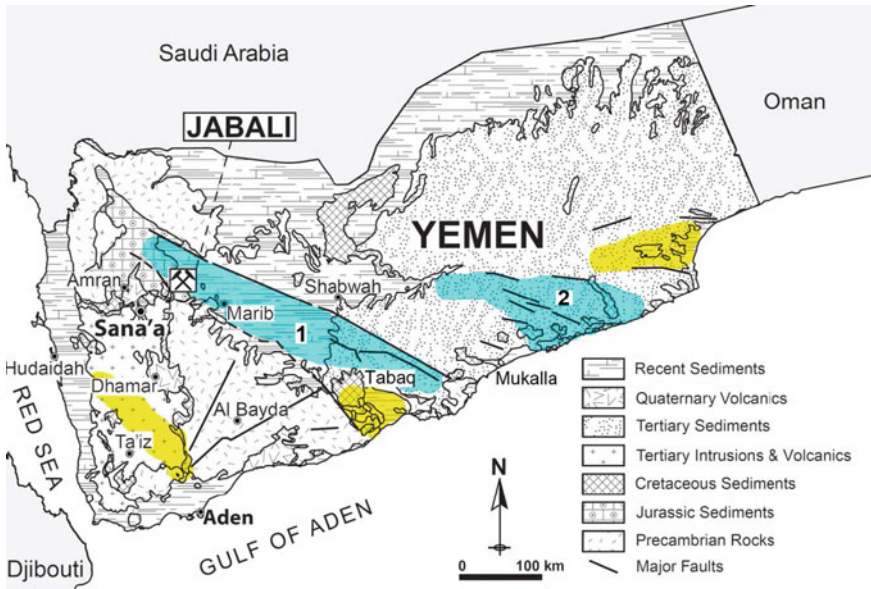 Saudi Arabia
Oman
JABALI
YEMEN
Amran
Marib
Shabwah
Sana'a
1
2
Hudaidah
Dhamar
Tabaq
Mukalla
Al Bayda
Ta'iz
RED SEA
Aden
GULF OF ADEN
Djibouti
N
0 100 km
Recent Sediments
Quaternary Volcanics
Tertiary Sediments
Tertiary Intrusions & Volcanics
Cretaceous Sediments
Jurassic Sediments
Precambrian Rocks
Major Faults